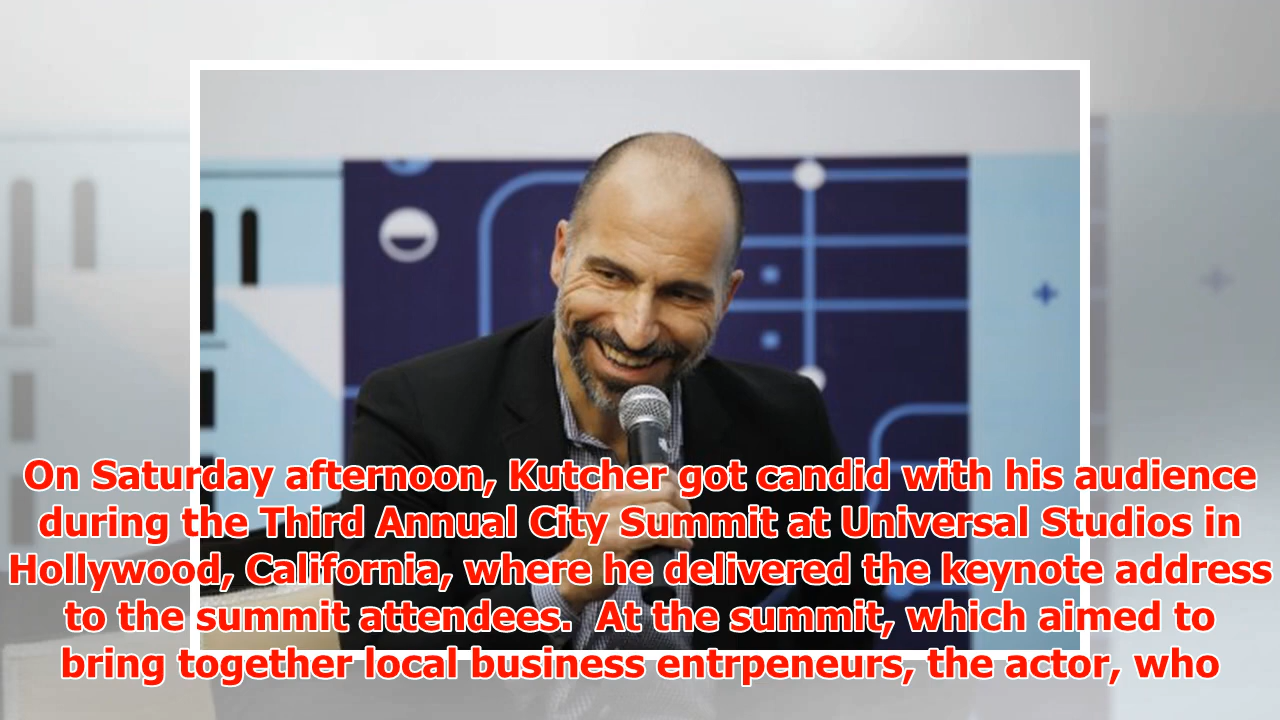 On Saturday afternoon, Kutcher got candid with his audience
during the Third Annual City Summit at Universal Studios in
Hollywood, California, where he delivered the keynote address
to the summit attendees.  At the summit, which aimed to
bring together local business entrpeneurs, the actor, who